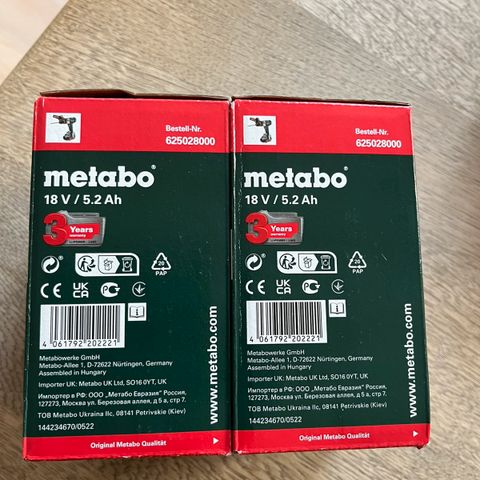 Bestell-Nr.
625028000
metabo®
18 V / 5.2 Ah
3 Years
warranty
20
PAP
CE UK CA
4 061792 202221
www.metabo.com
Metabowerke GmbH
Metabo-Allee 1, D-72622 Nürtingen, Germany
Assembled in Hungary
Importer UK: Metabo UK Ltd, SO16 0YT, UK
Импортер в РФ: ООО „Метабо Евразия" Россия,
127273, Москва ул. Березовая аллея, д 5 а, стр 7.
ТОВ Metabo Ukraina llc, 08141 Petrivskie (Kiev)
144234670/0522
Original Metabo Qualität
Bestell-Nr.
625028000
metabo®
18 V / 5.2 Ah
3 Years
warranty
20
PAP
CE UK CA
4 061792 202221
www.metabo.com
Metabowerke GmbH
Metabo-Allee 1, D-72622 Nürtingen, Germany
Assembled in Hungary
Importer UK: Metabo UK Ltd, SO16 0YT, UK
Импортер в РФ: ООО „Метабо Евразия" Россия,
127273, Москва ул. Березовая аллея, д 5 а, стр 7.
ТОВ Metabo Ukraina llc, 08141 Petrivskie (Kiev)
144234670/0522
Original Metabo Qualität